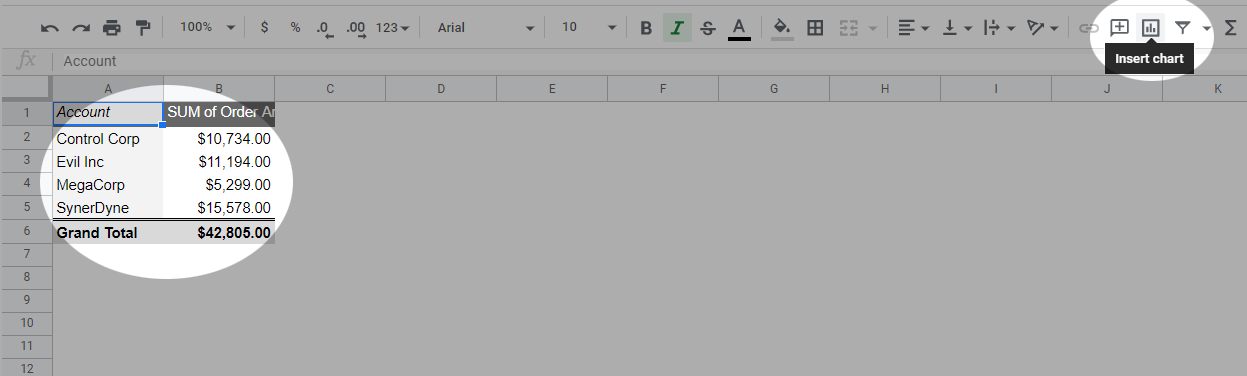 100% $ % .0 .00 123 Arial 10 B I S A Σ
Insert chart
fx Account
A B C D E F G H I J K
1 Account SUM of Order Ar
2 Control Corp $10,734.00
3 Evil Inc $11,194.00
4 MegaCorp $5,299.00
5 SynerDyne $15,578.00
6 Grand Total $42,805.00
7
8
9
10
11
12